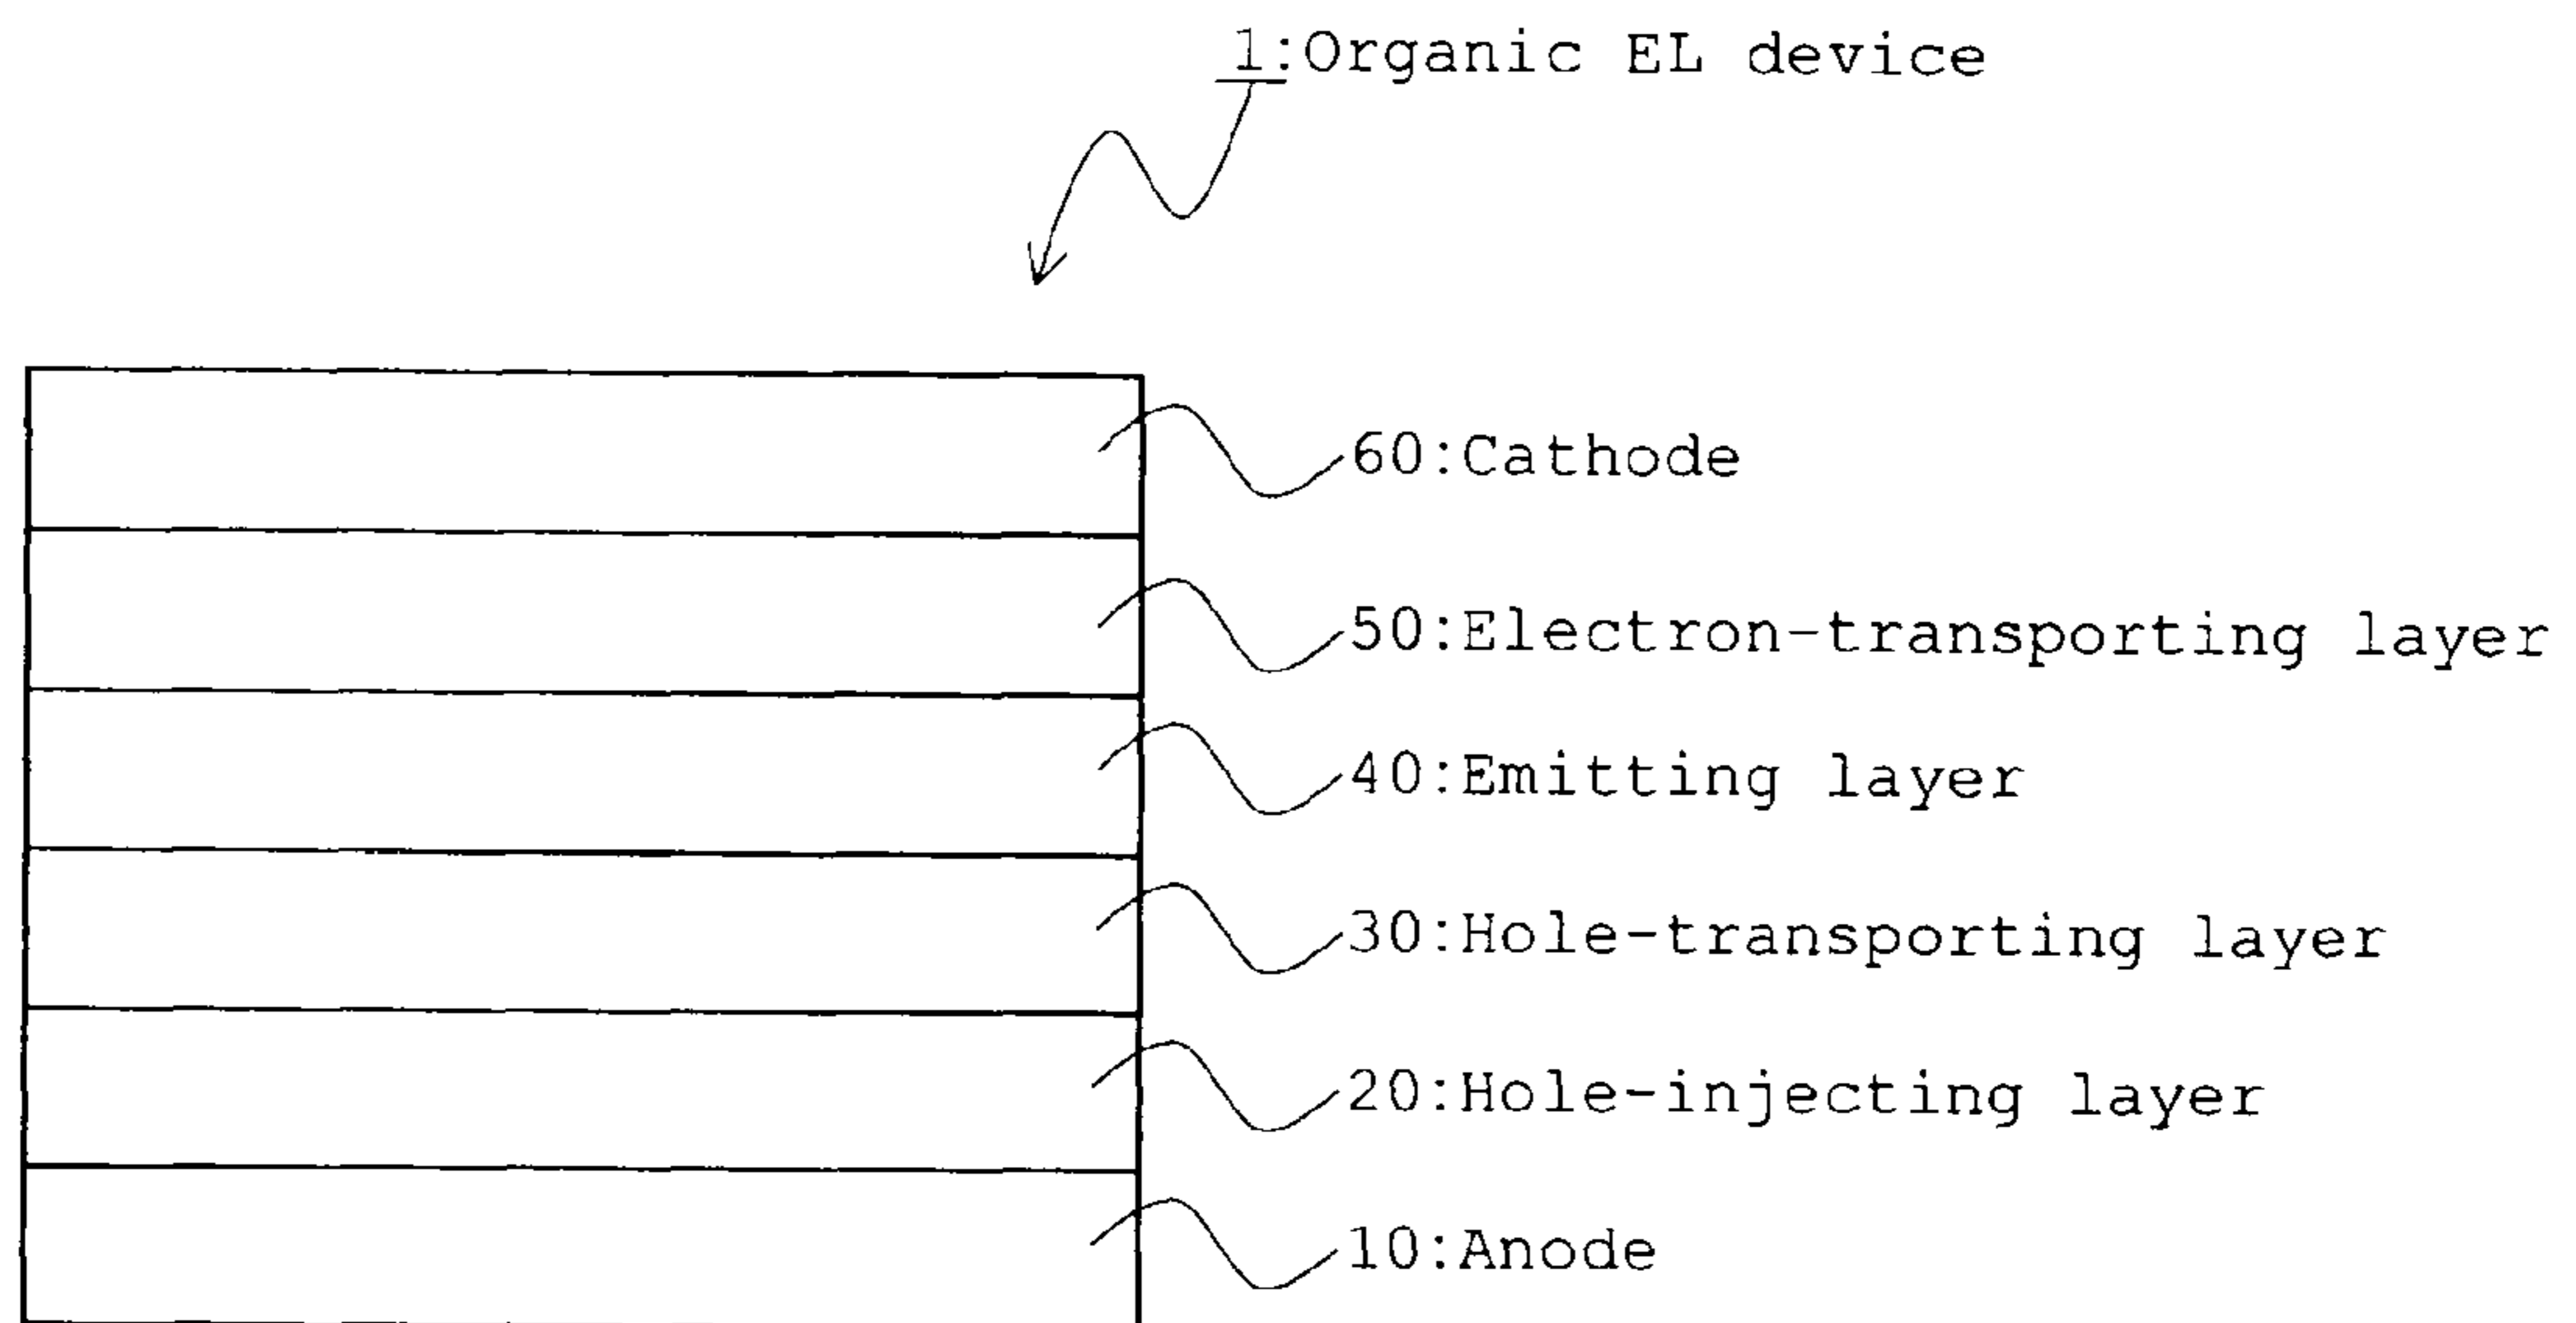 1:Organic EL device
60:Cathode
50:Electron-transporting layer
40:Emitting layer
30:Hole-transporting layer
20:Hole-injecting layer
10:Anode